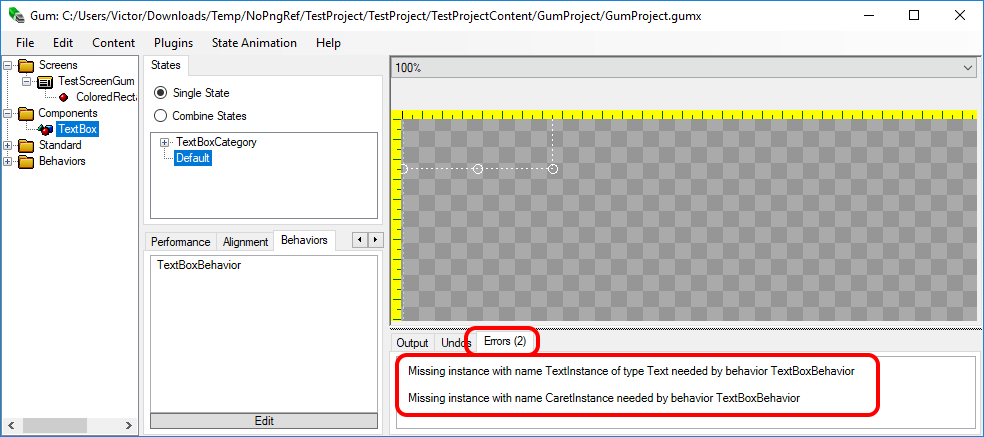 Gum: C:/Users/Victor/Downloads/Temp/NoPngRef/TestProject/TestProject/TestProjectContent/GumProject/GumProject.gumx
File Edit Content Plugins State Animation Help
Screens
TestScreenGum
ColoredRect
Components
TextBox
Standard
Behaviors
States
Single State
Combine States
TextBoxCategory
Default
Performance Alignment Behaviors
TextBoxBehavior
Edit
100%
Output Undos Errors (2)
Missing instance with name TextInstance of type Text needed by behavior TextBoxBehavior
Missing instance with name CaretInstance needed by behavior TextBoxBehavior